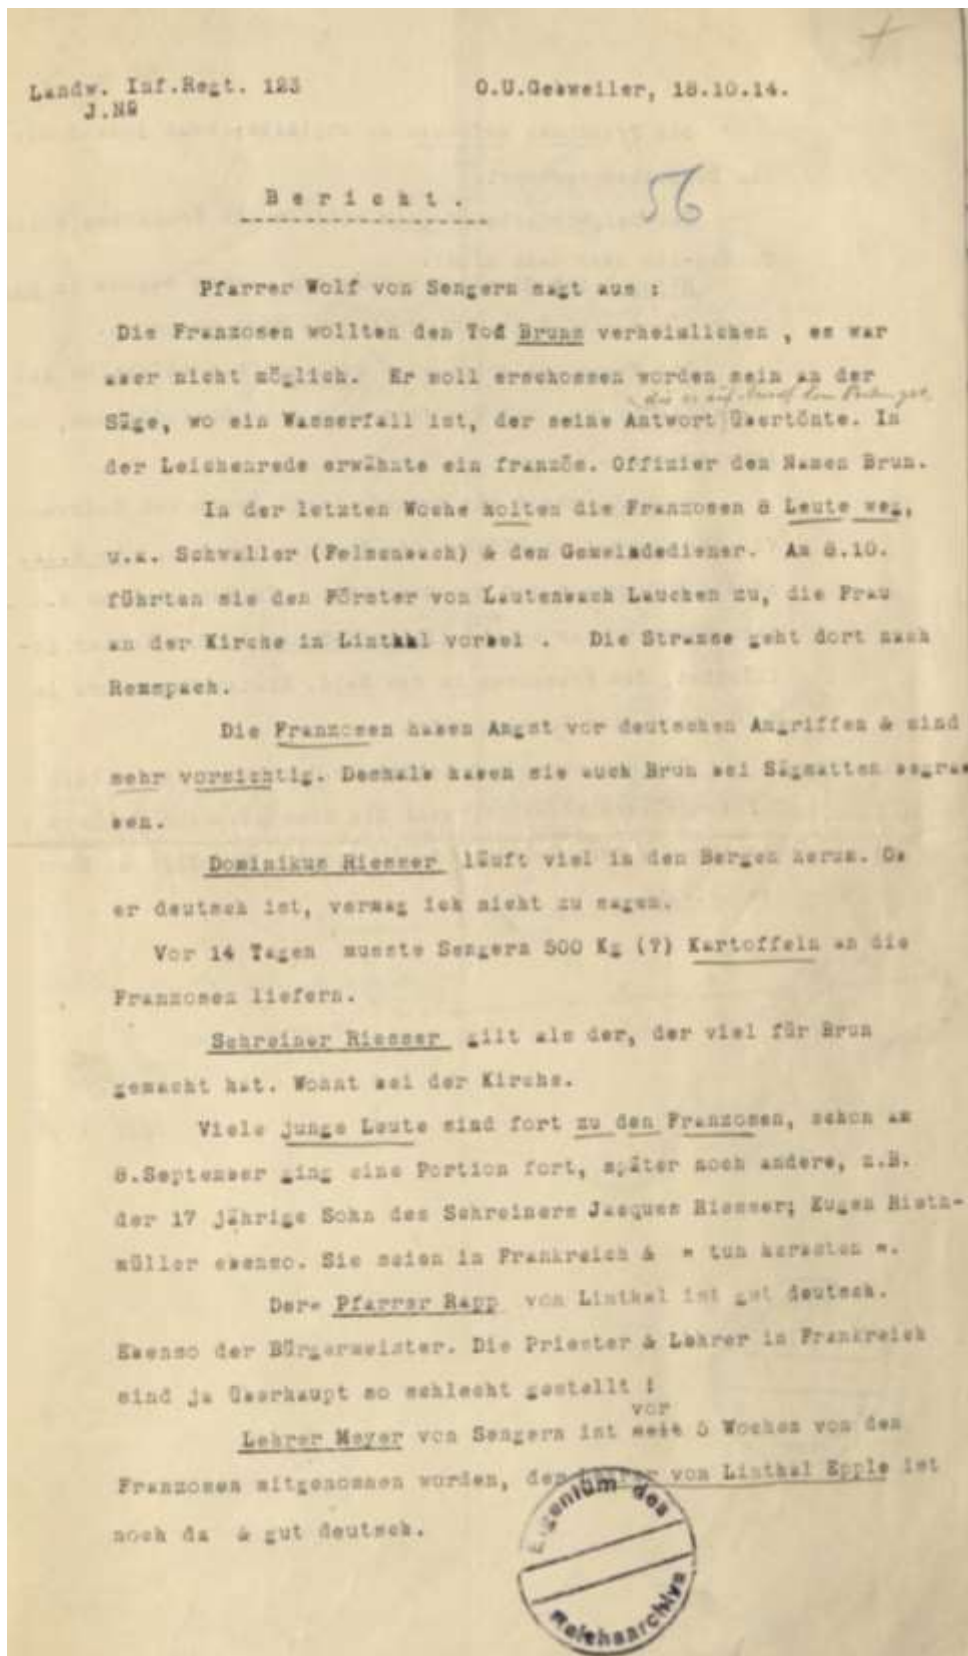 Landw. Inf.Regt. 123 O.U.Gebweiler, 18.10.14.
J.No
56
Bericht.
Pfarrer Wolf von Sengern sagt aus :
Die Franzosen wollten den Tod Bruns verheimlichen , es war
aber nicht möglich. Er soll erschossen worden sein an der
Säge, wo ein Wasserfall ist, der seine Antwort übertönte. In
der Leichenrede erwähnte ein französ. Offizier den Namen Brun.
In der letzten Woche holten die Franzosen 8 Leute weg,
u.a. Schwaller (Felsenbach) & den Gemeindediener. Am 8.10.
führten sie den Förster von Lautenbach Lauchen zu, die Frau
an der Kirche in Linthal vorbei . Die Strasse geht dort nach
Remspach.
Die Franzosen haben Angst vor deutschen Angriffen & sind
sehr vorsichtig. Deshalb haben sie auch Brun bei Sägmatten begra=
ben.
Dominikus Riesser läuft viel in den Bergen herum. Ob
er deutsch ist, vermag ich nicht zu sagen.
Vor 14 Tagen musste Sengern 500 Kg (?) Kartoffeln an die
Franzosen liefern.
Schreiner Riesser gilt als der, der viel für Brun
gemacht hat. Wohnt bei der Kirche.
Viele junge Leute sind fort zu den Franzosen, schon am
8.September ging eine Portion fort, später noch andere, z.B.
der 17 jährige Sohn des Schreiners Jacques Riesser; Eugen Rieth-
müller ebenso. Sie seien in Frankreich & " tun herbsten ".
Der Pfarrer Rapp von Linthal ist gut deutsch.
Ebenso der Bürgermeister. Die Priester & Lehrer in Frankreich
sind ja überhaupt so schlecht gestellt !
vor
Lehrer Meyer von Sengern ist seit 5 Wochen von den
Franzosen mitgenommen worden, der Lehrer von Linthal Epple ist
noch da & gut deutsch.
Eigentum des
Reichsarchivs